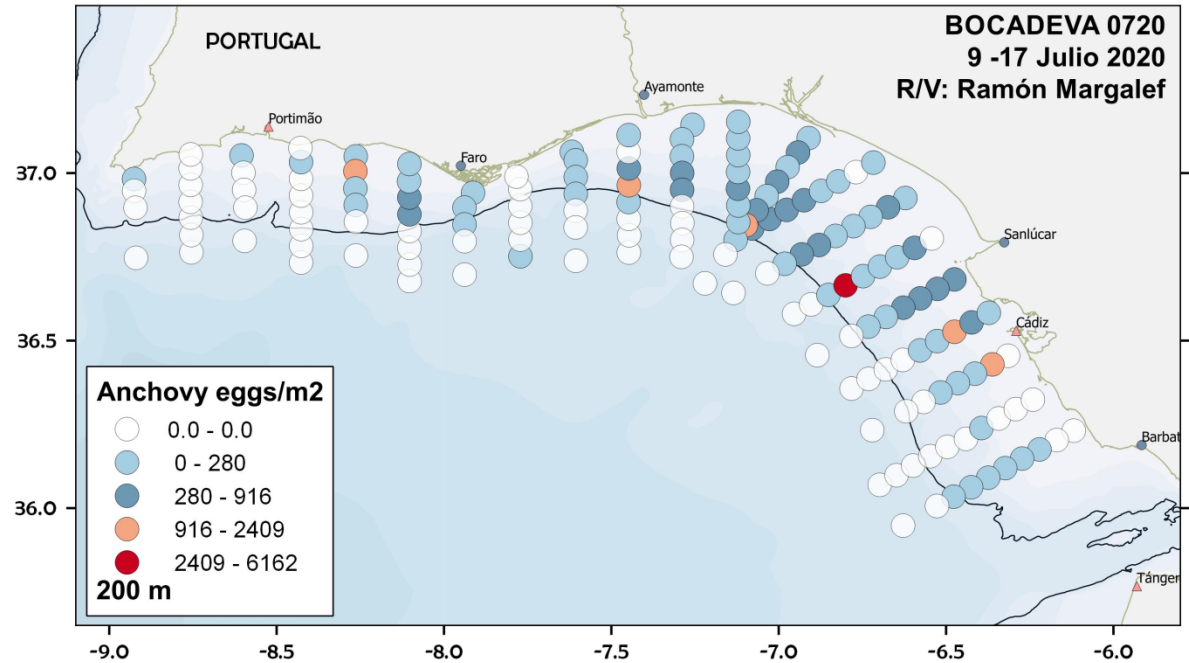 BOCADEVA 0720
9 -17 Julio 2020
R/V: Ramón Margalef
PORTUGAL
Ayamonte
Portimão
Faro
Sanlúcar
Cádiz
Barbat
Tánger
37.0
36.5
36.0
Anchovy eggs/m2
0.0 - 0.0
0 - 280
280 - 916
916 - 2409
2409 - 6162
200 m
-9.0 -8.5 -8.0 -7.5 -7.0 -6.5 -6.0